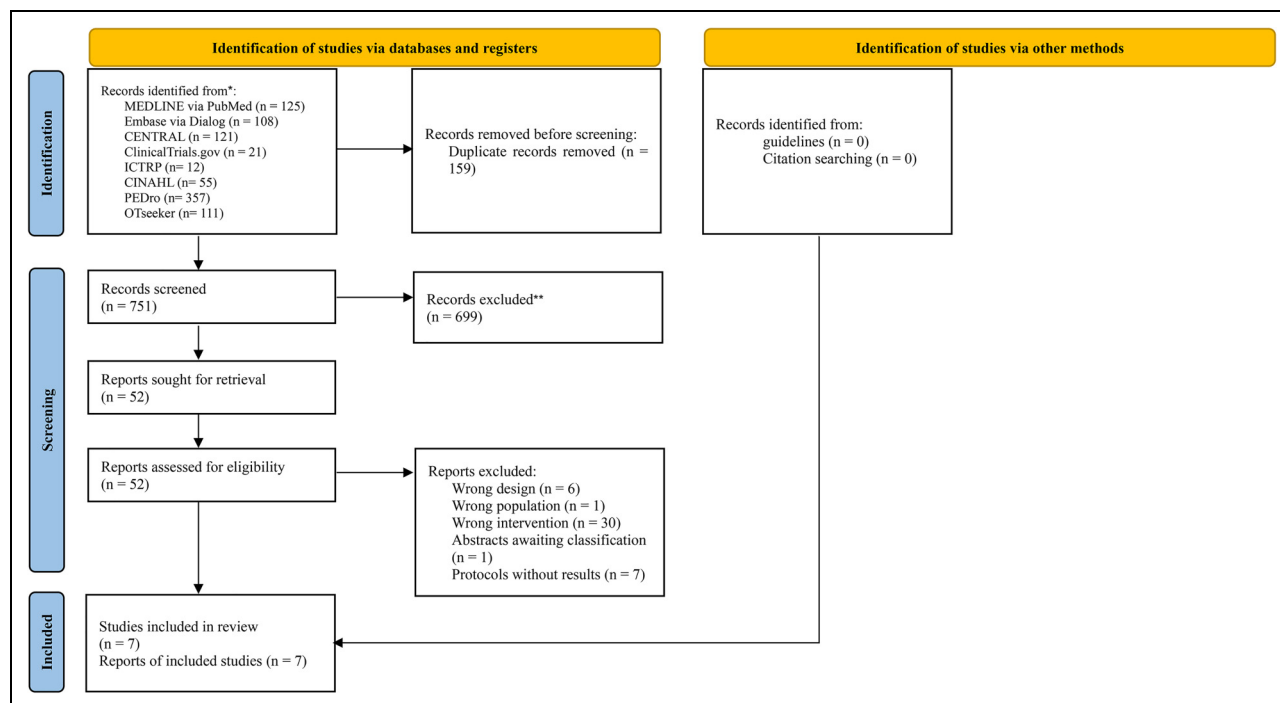 Identification of studies via databases and registers
Identification of studies via other methods
Identification
Records identified from*:
MEDLINE via PubMed (n = 125)
Embase via Dialog (n = 108)
CENTRAL (n = 121)
ClinicalTrials.gov (n = 21)
ICTRP (n= 12)
CINAHL (n= 55)
PEDro (n= 357)
OTseeker (n= 111)
Records removed before screening:
Duplicate records removed (n =
159)
Records identified from:
guidelines (n = 0)
Citation searching (n = 0)
Screening
Records screened
(n = 751)
Records excluded**
(n = 699)
Reports sought for retrieval
(n = 52)
Reports assessed for eligibility
(n = 52)
Reports excluded:
Wrong design (n = 6)
Wrong population (n = 1)
Wrong intervention (n = 30)
Abstracts awaiting classification
(n = 1)
Protocols without results (n = 7)
Included
Studies included in review
(n = 7)
Reports of included studies (n = 7)